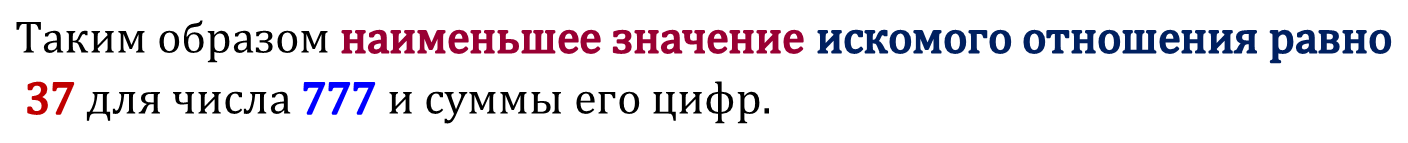 Таким образом наименьшее значение искомого отношения равно
37 для числа 777 и суммы его цифр.